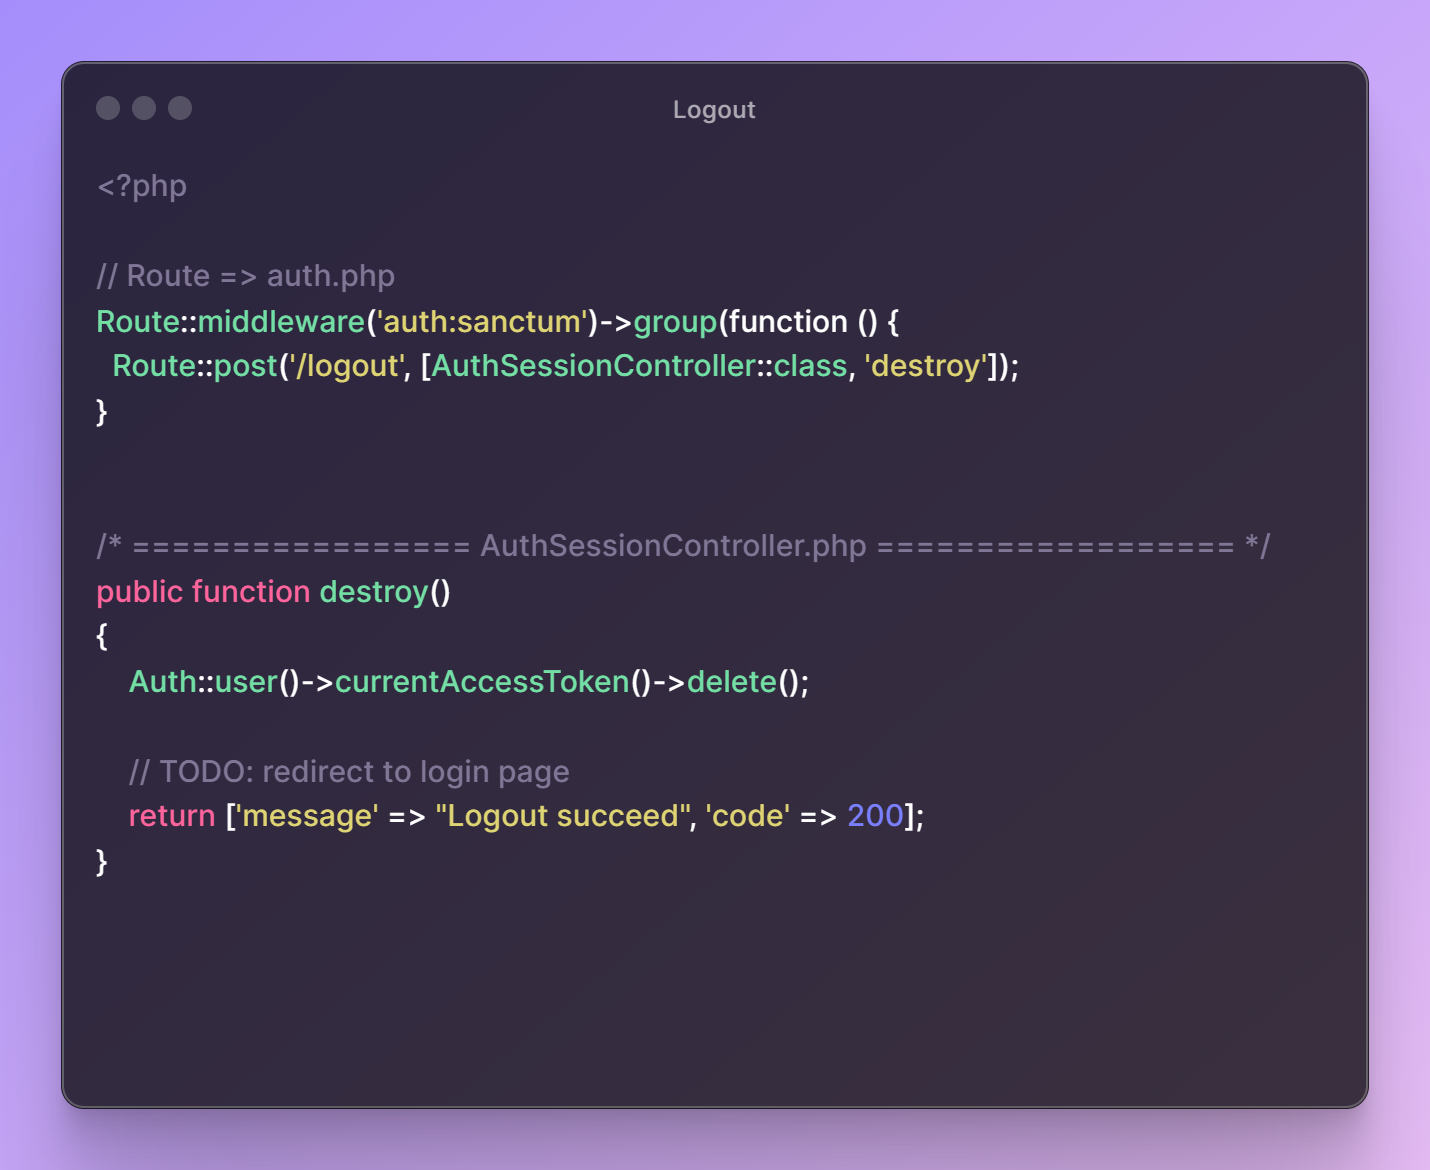 Logout
<?php
// Route => auth.php
Route::middleware('auth:sanctum')->group(function () {
  Route::post('/logout', [AuthSessionController::class, 'destroy']);
}
/* ================= AuthSessionController.php ================== */
public function destroy()
{
    Auth::user()->currentAccessToken()->delete();
    // TODO: redirect to login page
    return ['message' => "Logout succeed", 'code' => 200];
}